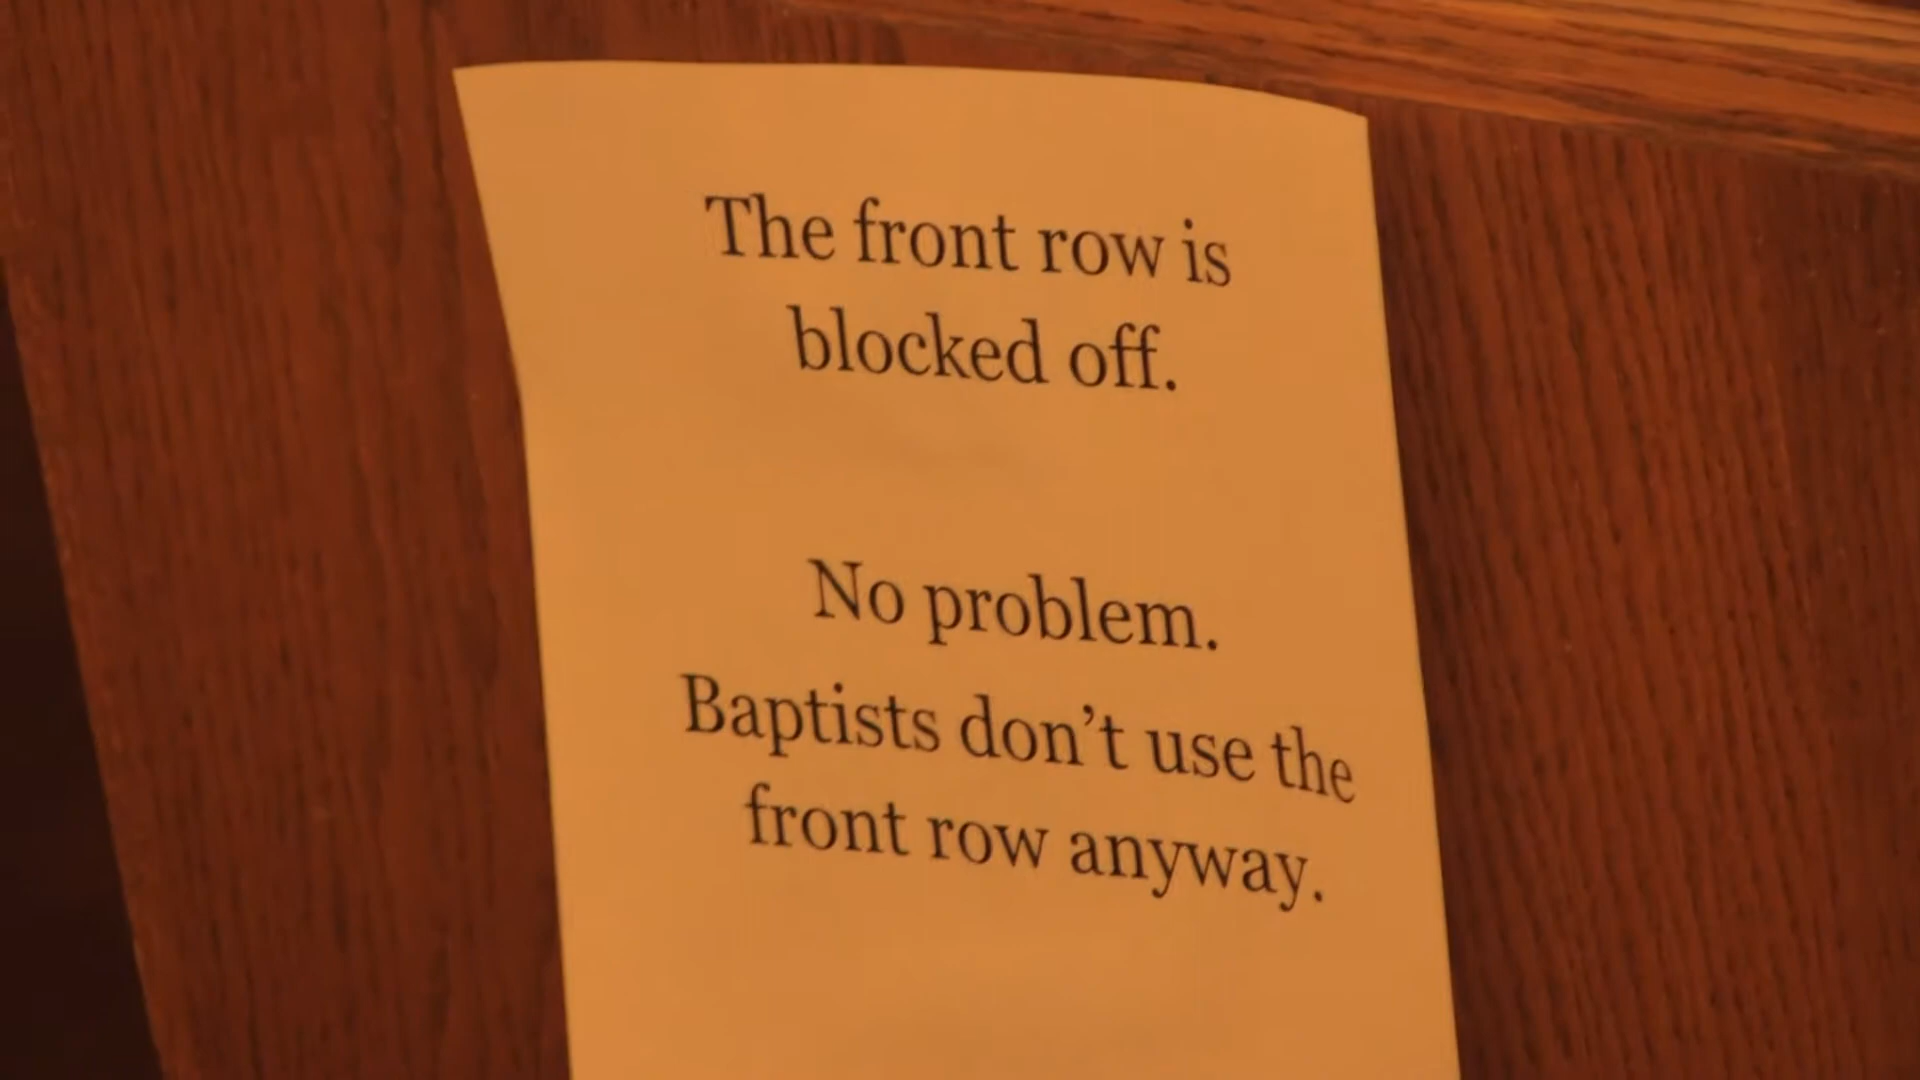 The front row is
blocked off.
No problem.
Baptists don't use the
front row anyway.